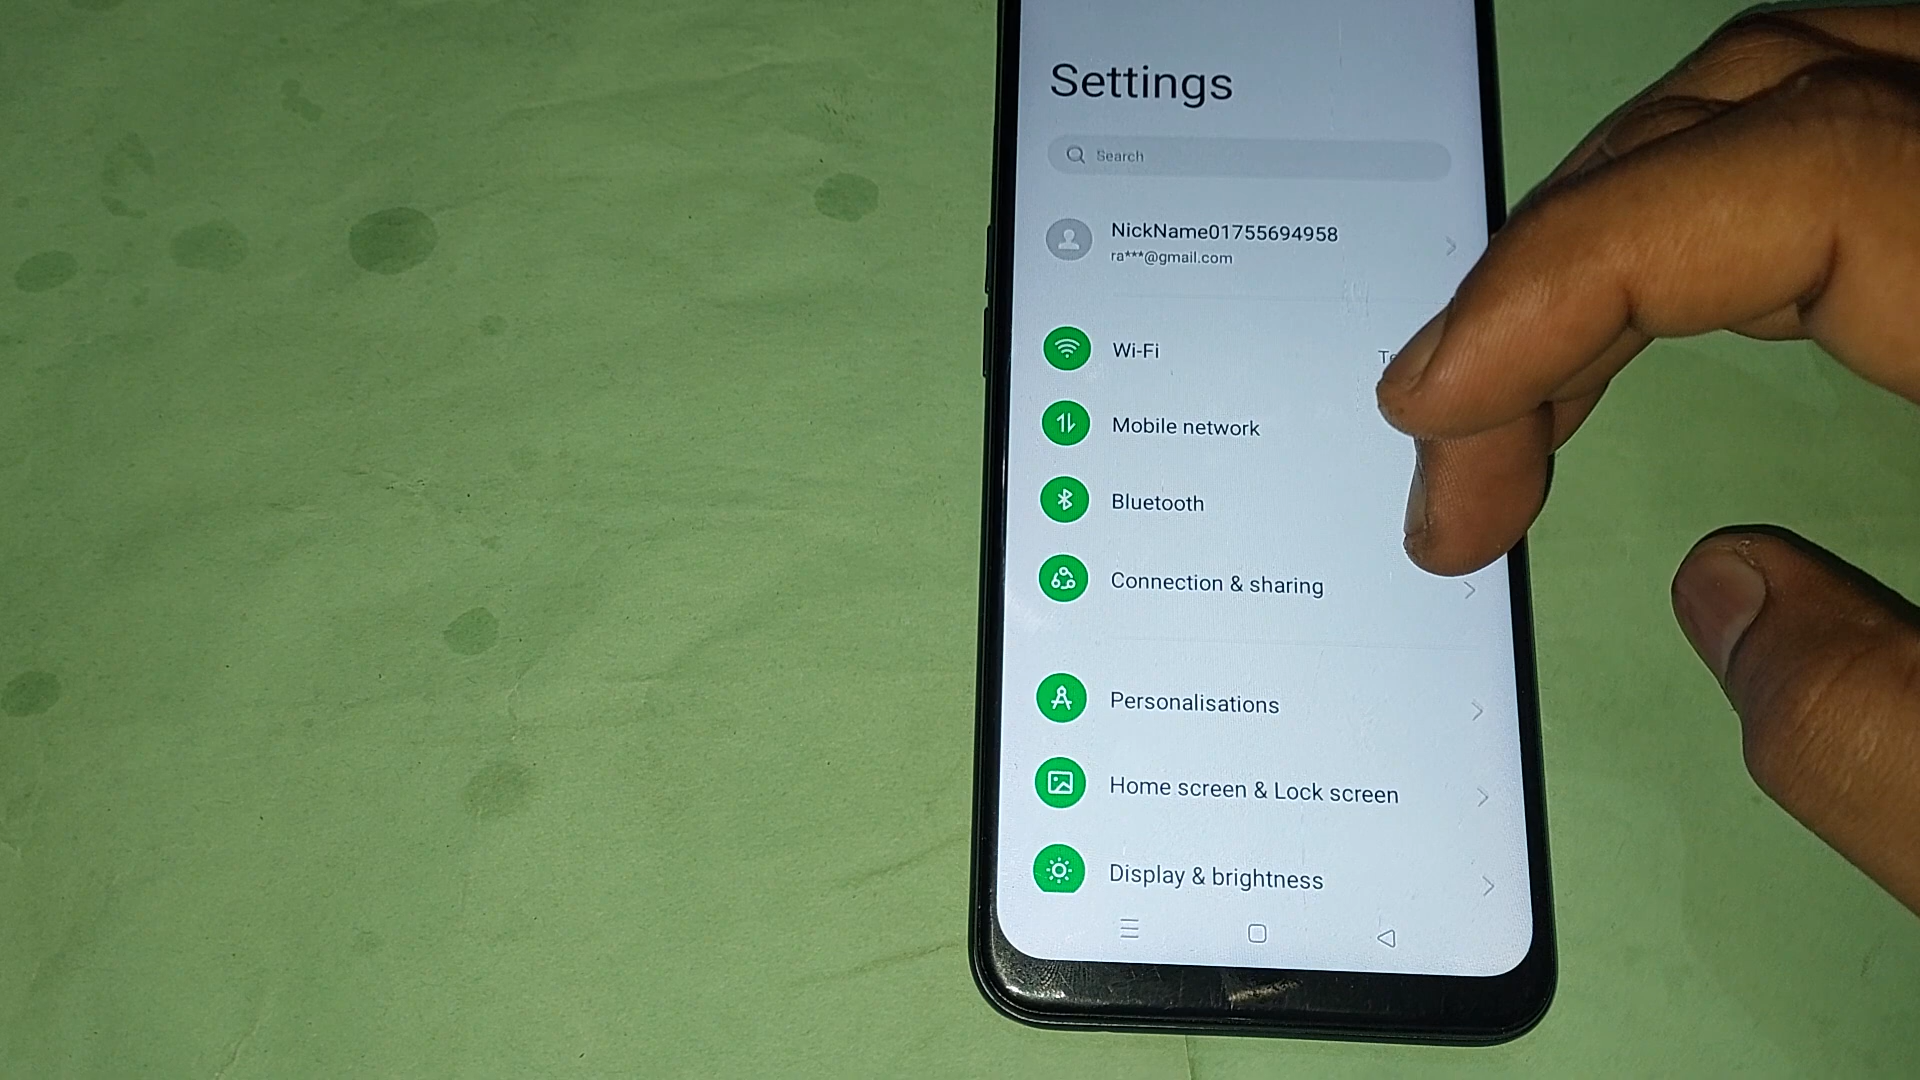 Settings
Search
NickName01755694958
ra***@gmail.com
Wi-Fi
Mobile network
Bluetooth
Connection & sharing
Personalisations
Home screen & Lock screen
Display & brightness